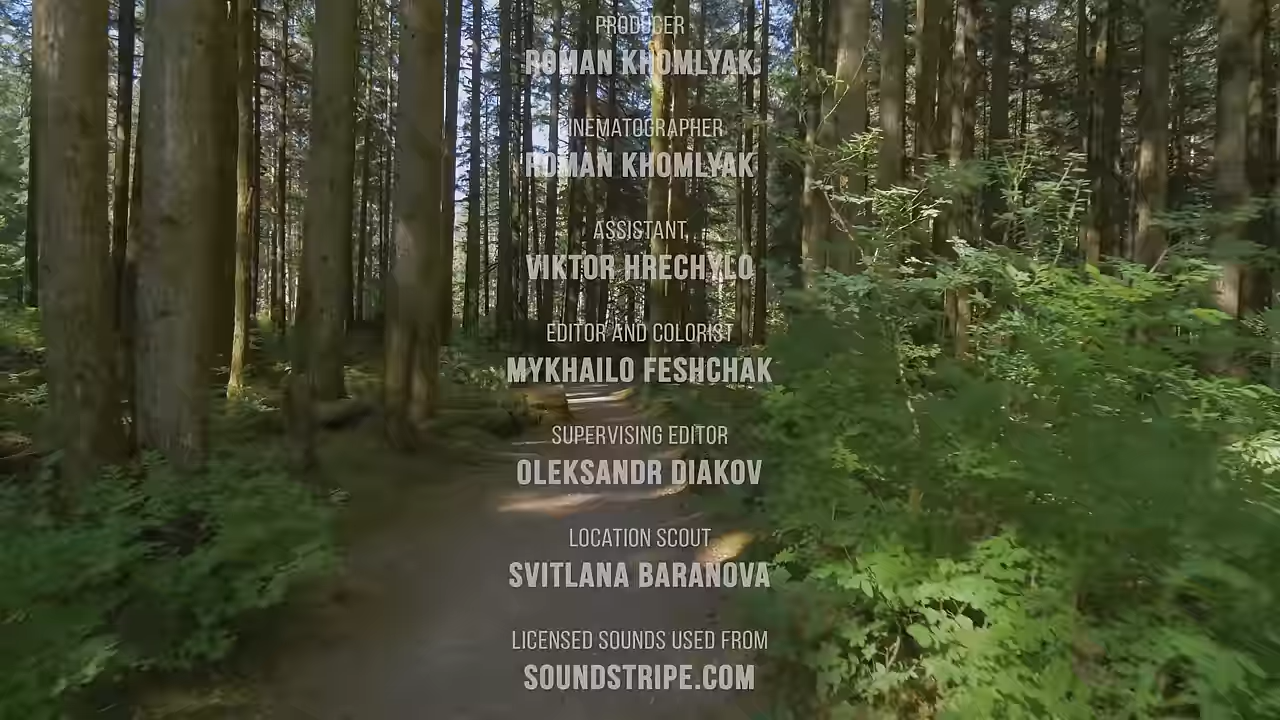 PRODUCER
ROMAN KHOMLYAK
CINEMATOGRAPHER
ROMAN KHOMLYAK
ASSISTANT
VIKTOR HRECHYLO
EDITOR AND COLORIST
MYKHAILO FESHCHAK
SUPERVISING EDITOR
OLEKSANDR DIAKOV
LOCATION SCOUT
SVITLANA BARANOVA
LICENSED SOUNDS USED FROM
SOUNDSTRIPE.COM